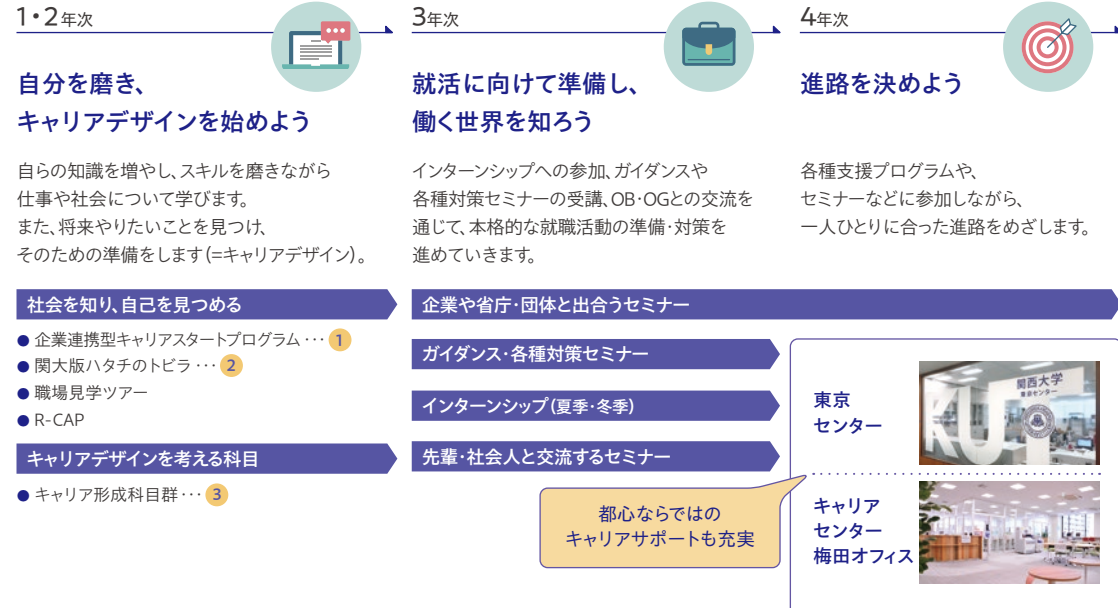 1・2年次
自分を磨き、
キャリアデザインを始めよう
自らの知識を増やし、スキルを磨きながら
仕事や社会について学びます。
また、将来やりたいことを見つけ、
そのための準備をします(=キャリアデザイン)。
社会を知り、自己を見つめる
● 企業連携型キャリアスタートプログラム ･･･ 1
● 関大版ハタチのトビラ ･･･ 2
● 職場見学ツアー
● R-CAP
キャリアデザインを考える科目
● キャリア形成科目群 ･･･ 3
3年次
就活に向けて準備し、
働く世界を知ろう
インターンシップへの参加、ガイダンスや
各種対策セミナーの受講、OB・OGとの交流を
通じて、本格的な就職活動の準備・対策を
進めていきます。
企業や省庁・団体と出合うセミナー
ガイダンス・各種対策セミナー
インターンシップ(夏季・冬季)
先輩・社会人と交流するセミナー
都心ならではの
キャリアサポートも充実
4年次
進路を決めよう
各種支援プログラムや、
セミナーなどに参加しながら、
一人ひとりに合った進路をめざします。
東京
センター
関西大学
東京センター
KU
キャリア
センター
梅田オフィス